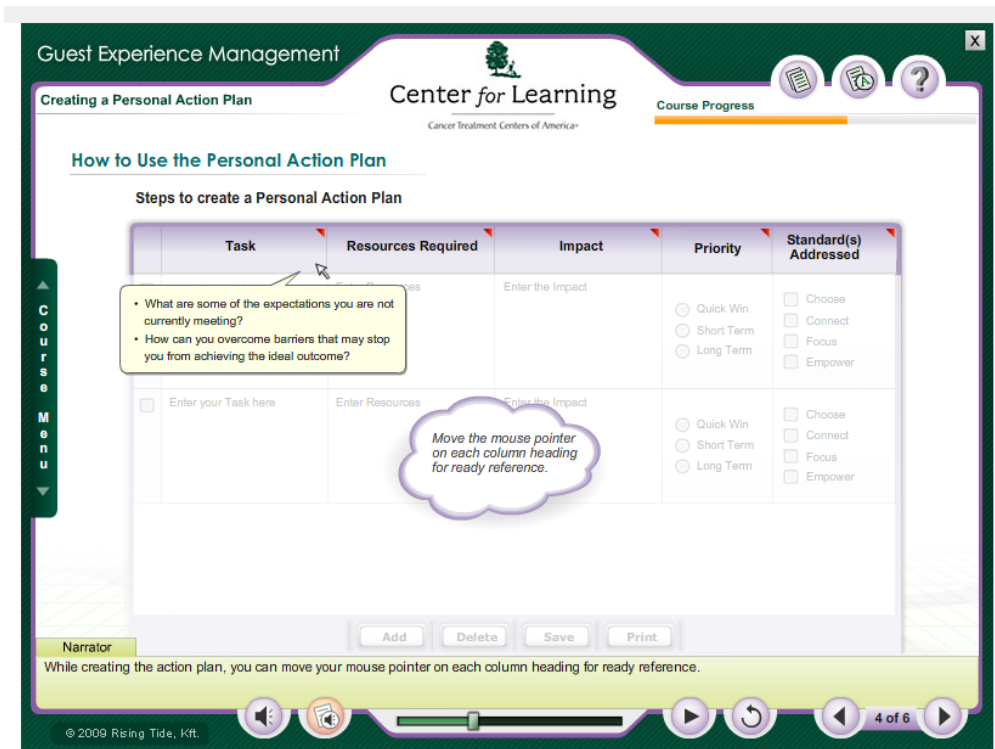 X
Guest Experience Management
Center for Learning
Cancer Treatment Centers of America®
Creating a Personal Action Plan
Course Progress
?
How to Use the Personal Action Plan
Steps to create a Personal Action Plan
Task
Resources Required
Impact
Priority
Standard(s)
Addressed
Enter the Impact
• What are some of the expectations you are not
currently meeting?
• How can you overcome barriers that may stop
you from achieving the ideal outcome?
Quick Win
Short Term
Long Term
Choose
Connect
Focus
Empower
Enter your Task here
Enter Resources
Enter the Impact
Move the mouse pointer
on each column heading
for ready reference.
Quick Win
Short Term
Long Term
Choose
Connect
Focus
Empower
Course Menu
Add
Delete
Save
Print
Narrator
While creating the action plan, you can move your mouse pointer on each column heading for ready reference.
© 2009 Rising Tide, Kft.
4 of 6